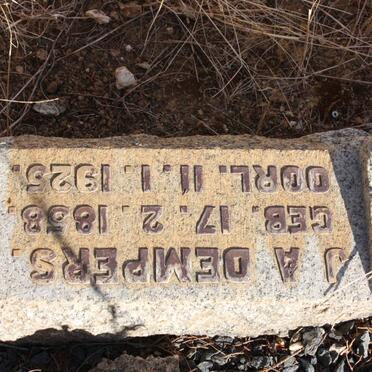 J A DEMPERS.
GEB. 17. 2. 1858.
OORL. 11. 1. 1925.